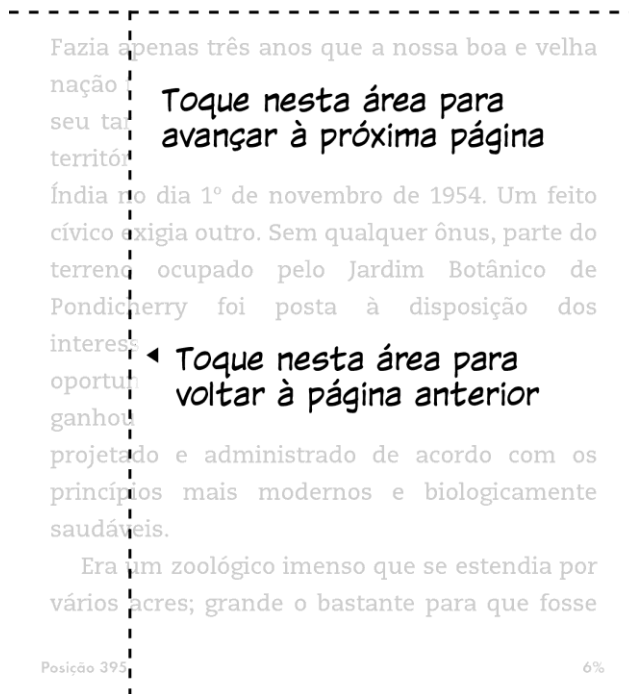 Fazia apenas três anos que a nossa boa e velha
nação
Toque nesta área para
avançar à próxima página
seu
Índia no dia 1º de novembro de 1954. Um feito
cívico exigia outro. Sem qualquer ônus, parte do
terreno ocupado pelo Jardim Botânico de
Pondicherry foi posta à disposição dos
◂ Toque nesta área para
voltar à página anterior
ganhou
projetado e administrado de acordo com os
princípios mais modernos e biologicamente
saudáveis.
Era um zoológico imenso que se estendia por
vários acres; grande o bastante para que fosse
Posição 395
6%